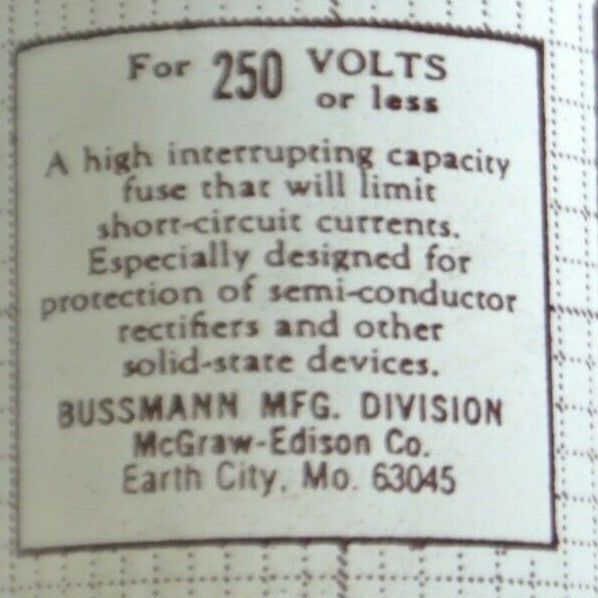 For 250 VOLTS
or less
A high interrupting capacity
fuse that will limit
short-circuit currents.
Especially designed for
protection of semi-conductor
rectifiers and other
solid-state devices.
BUSSMANN MFG. DIVISION
McGraw-Edison Co.
Earth City, Mo. 63045